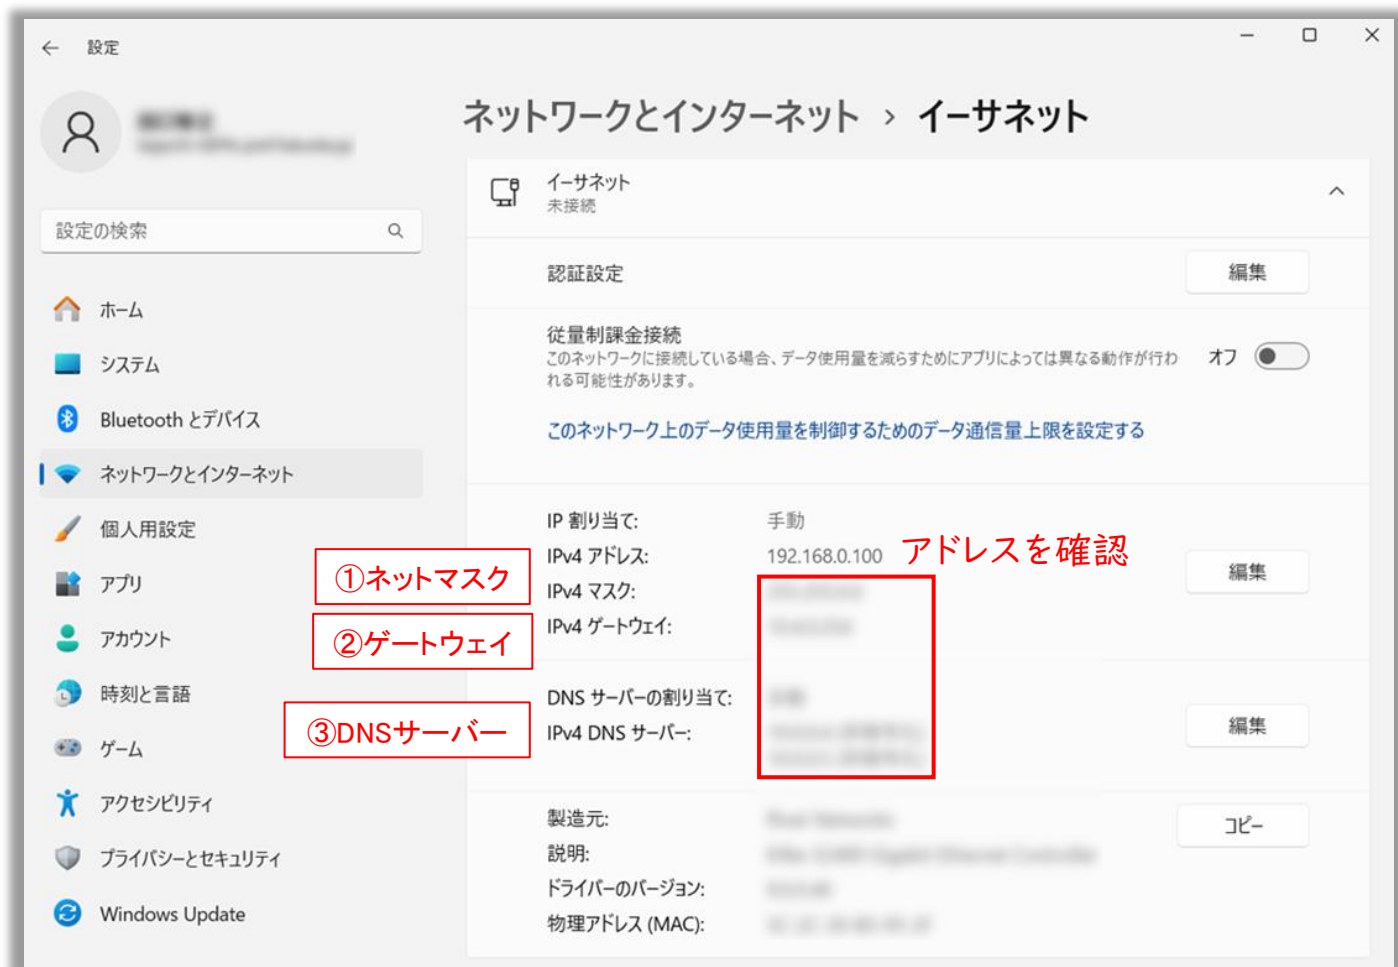 設定
ネットワークとインターネット › イーサネット
設定の検索
ホーム
システム
Bluetooth とデバイス
ネットワークとインターネット
個人用設定
アプリ
アカウント
時刻と言語
ゲーム
アクセシビリティ
プライバシーとセキュリティ
Windows Update
イーサネット
未接続
認証設定
編集
従量制課金接続
このネットワークに接続している場合、データ使用量を減らすためにアプリによっては異なる動作が行わ
れる可能性があります。
オフ
このネットワーク上のデータ使用量を制御するためのデータ通信量上限を設定する
IP 割り当て: 手動
IPv4 アドレス: 192.168.0.100
アドレスを確認
編集
①ネットマスク
IPv4 マスク:
②ゲートウェイ
IPv4 ゲートウェイ:
DNS サーバーの割り当て:
③DNSサーバー
IPv4 DNS サーバー:
編集
製造元:
コピー
説明:
ドライバーのバージョン:
物理アドレス (MAC):